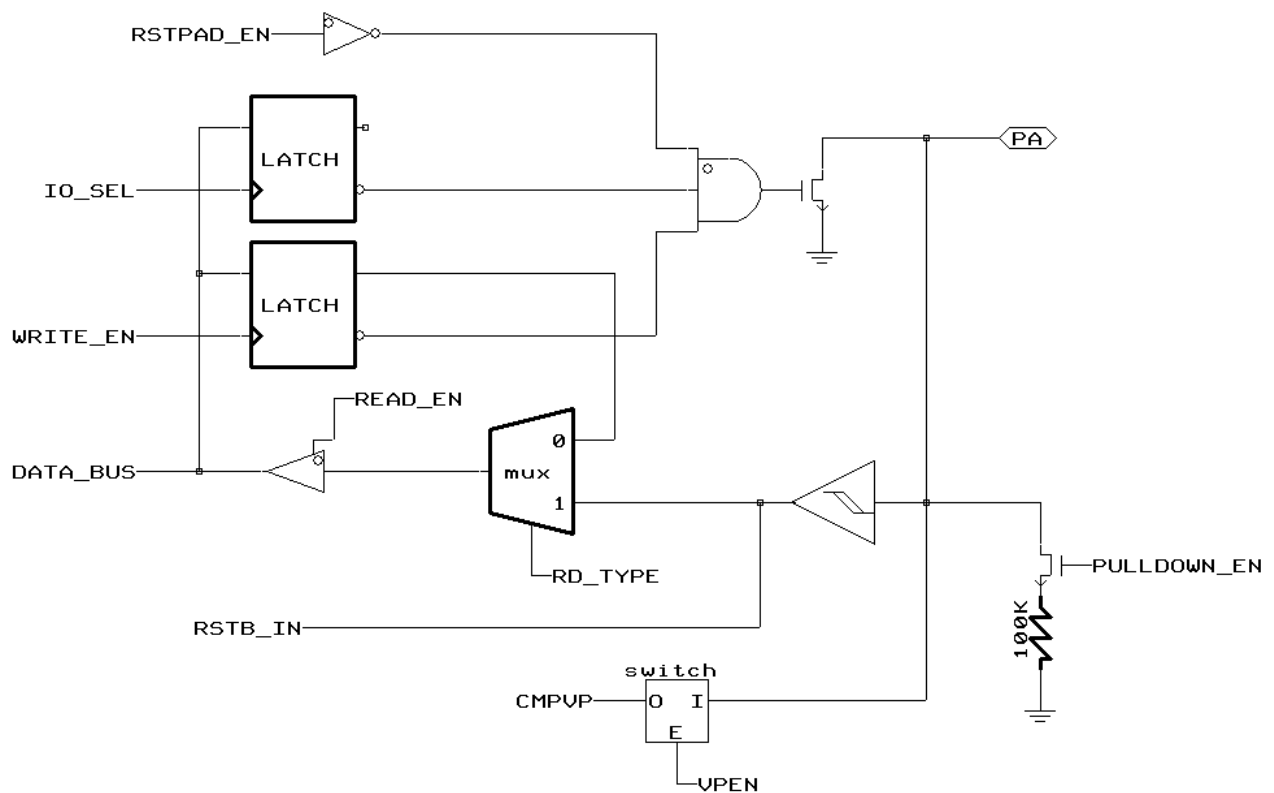 RSTPAD_EN
PA
LATCH
IO_SEL
LATCH
WRITE_EN
READ_EN
0
DATA_BUS
mux
1
PULLDOWN_EN
RD_TYPE
100K
RSTB_IN
switch
CMPVP
O I
E
VPEN